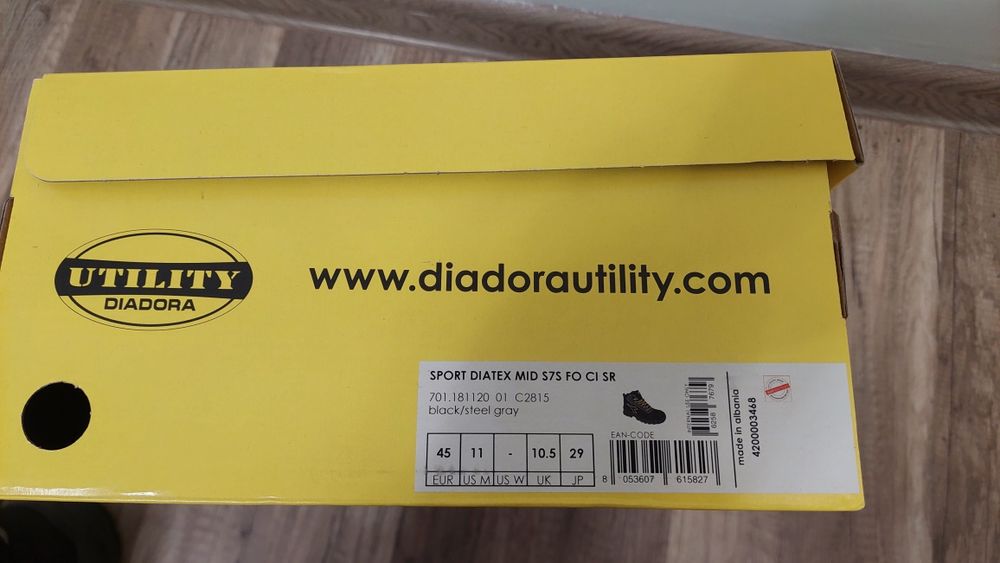 UTILITY
DIADORA
www.diadorautility.com
SPORT DIATEX MID S7S FO CI SR
701.181120 01 C2815
black/steel gray
45 11 - 10.5 29
EUR US M US W UK JP
EAN-CODE
8 053607 615827
6258 7679
made in albania
4200003468